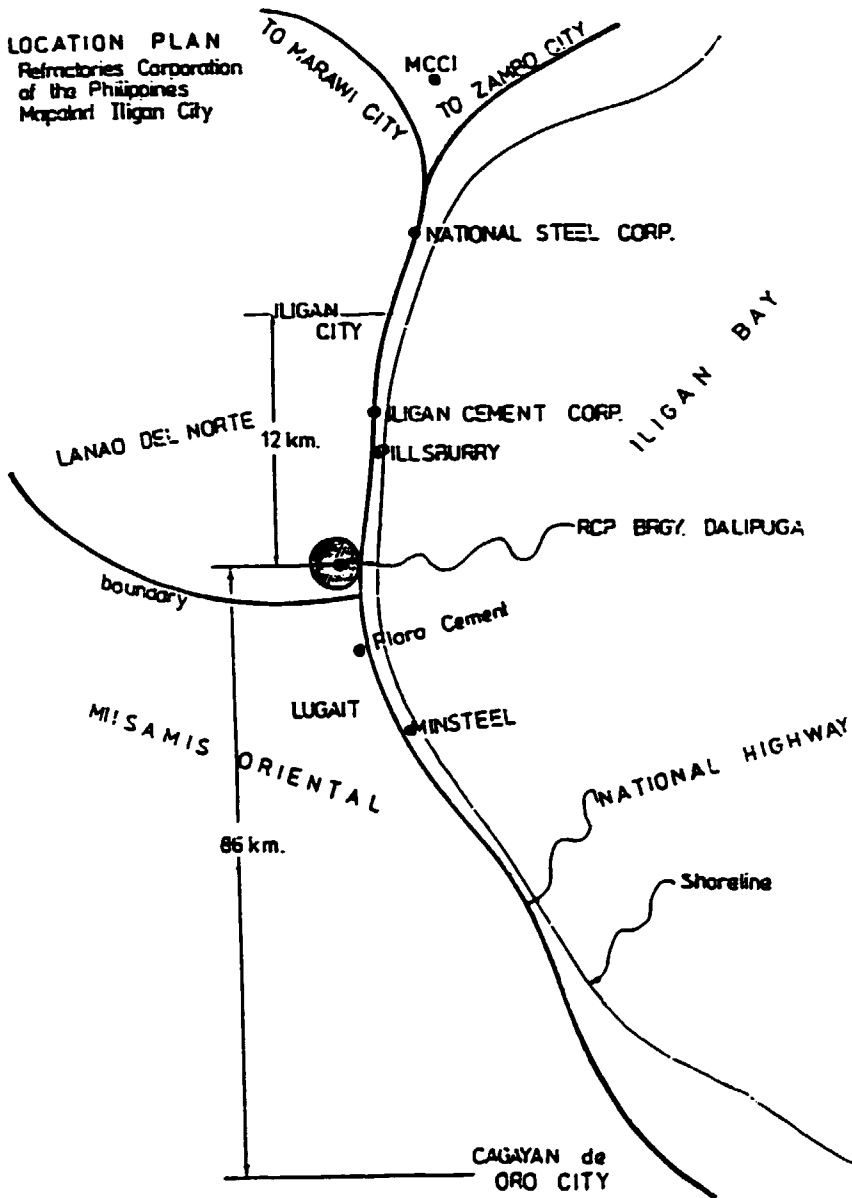 LOCATION PLAN
Refractories Corporation
of the Philippines
Mapalad Iligan City
TO MARAWI CITY
MCCI
TO ZAMBO CITY
NATIONAL STEEL CORP.
ILIGAN
CITY
ILIGAN BAY
ILIGAN CEMENT CORP.
LANAO DEL NORTE
12 km.
PILLSBURRY
RCP BRGY. DALIPUGA
boundary
Floro Cement
LUGAIT
MINSTEEL
MISAMIS ORIENTAL
NATIONAL HIGHWAY
86 km.
Shoreline
CAGAYAN de
ORO CITY